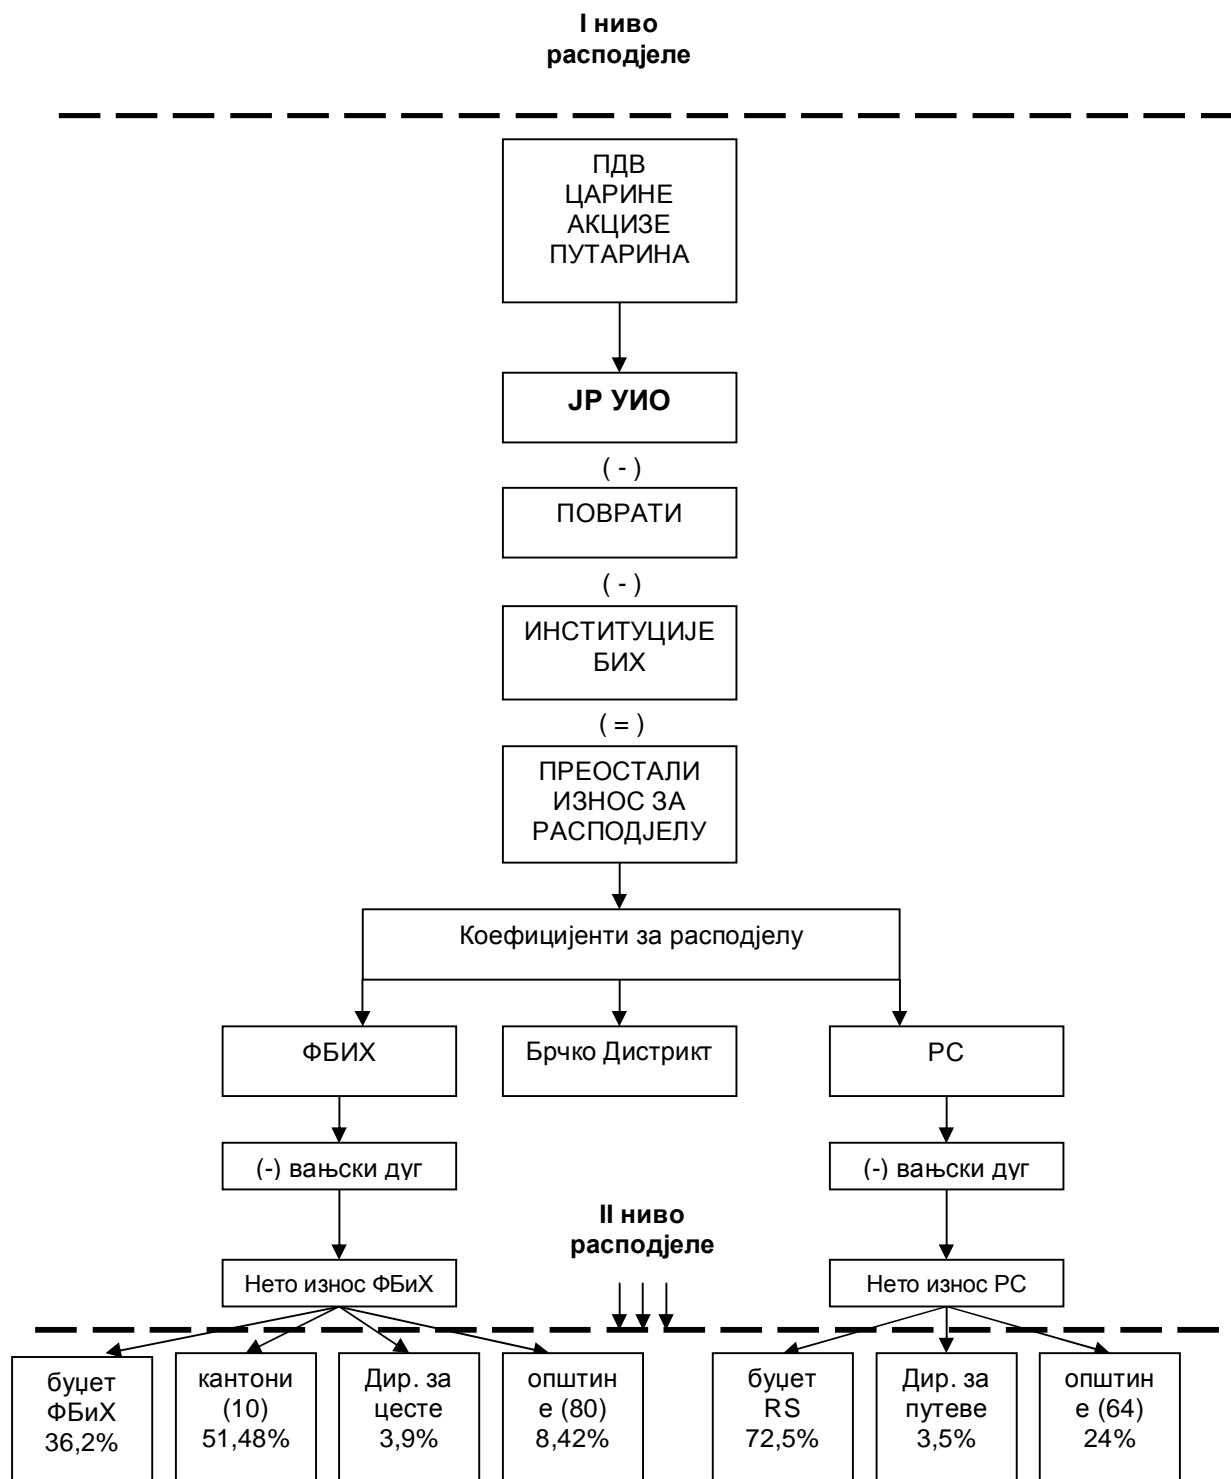 I ниво
расподјеле
ПДВ
ЦАРИНЕ
АКЦИЗЕ
ПУТАРИНА
ЈР УИО
( - )
ПОВРАТИ
( - )
ИНСТИТУЦИЈЕ
БИХ
( = )
ПРЕОСТАЛИ
ИЗНОС ЗА
РАСПОДЈЕЛУ
Коефицијенти за расподјелу
ФБИХ
Брчко Дистрикт
РС
(-) вањски дуг
(-) вањски дуг
II ниво
расподјеле
Нето износ ФБиХ
Нето износ РС
буџет
ФБиХ
36,2%
кантони
(10)
51,48%
Дир. за
цесте
3,9%
општин
е (80)
8,42%
буџет
RS
72,5%
Дир. за
путеве
3,5%
општин
е (64)
24%